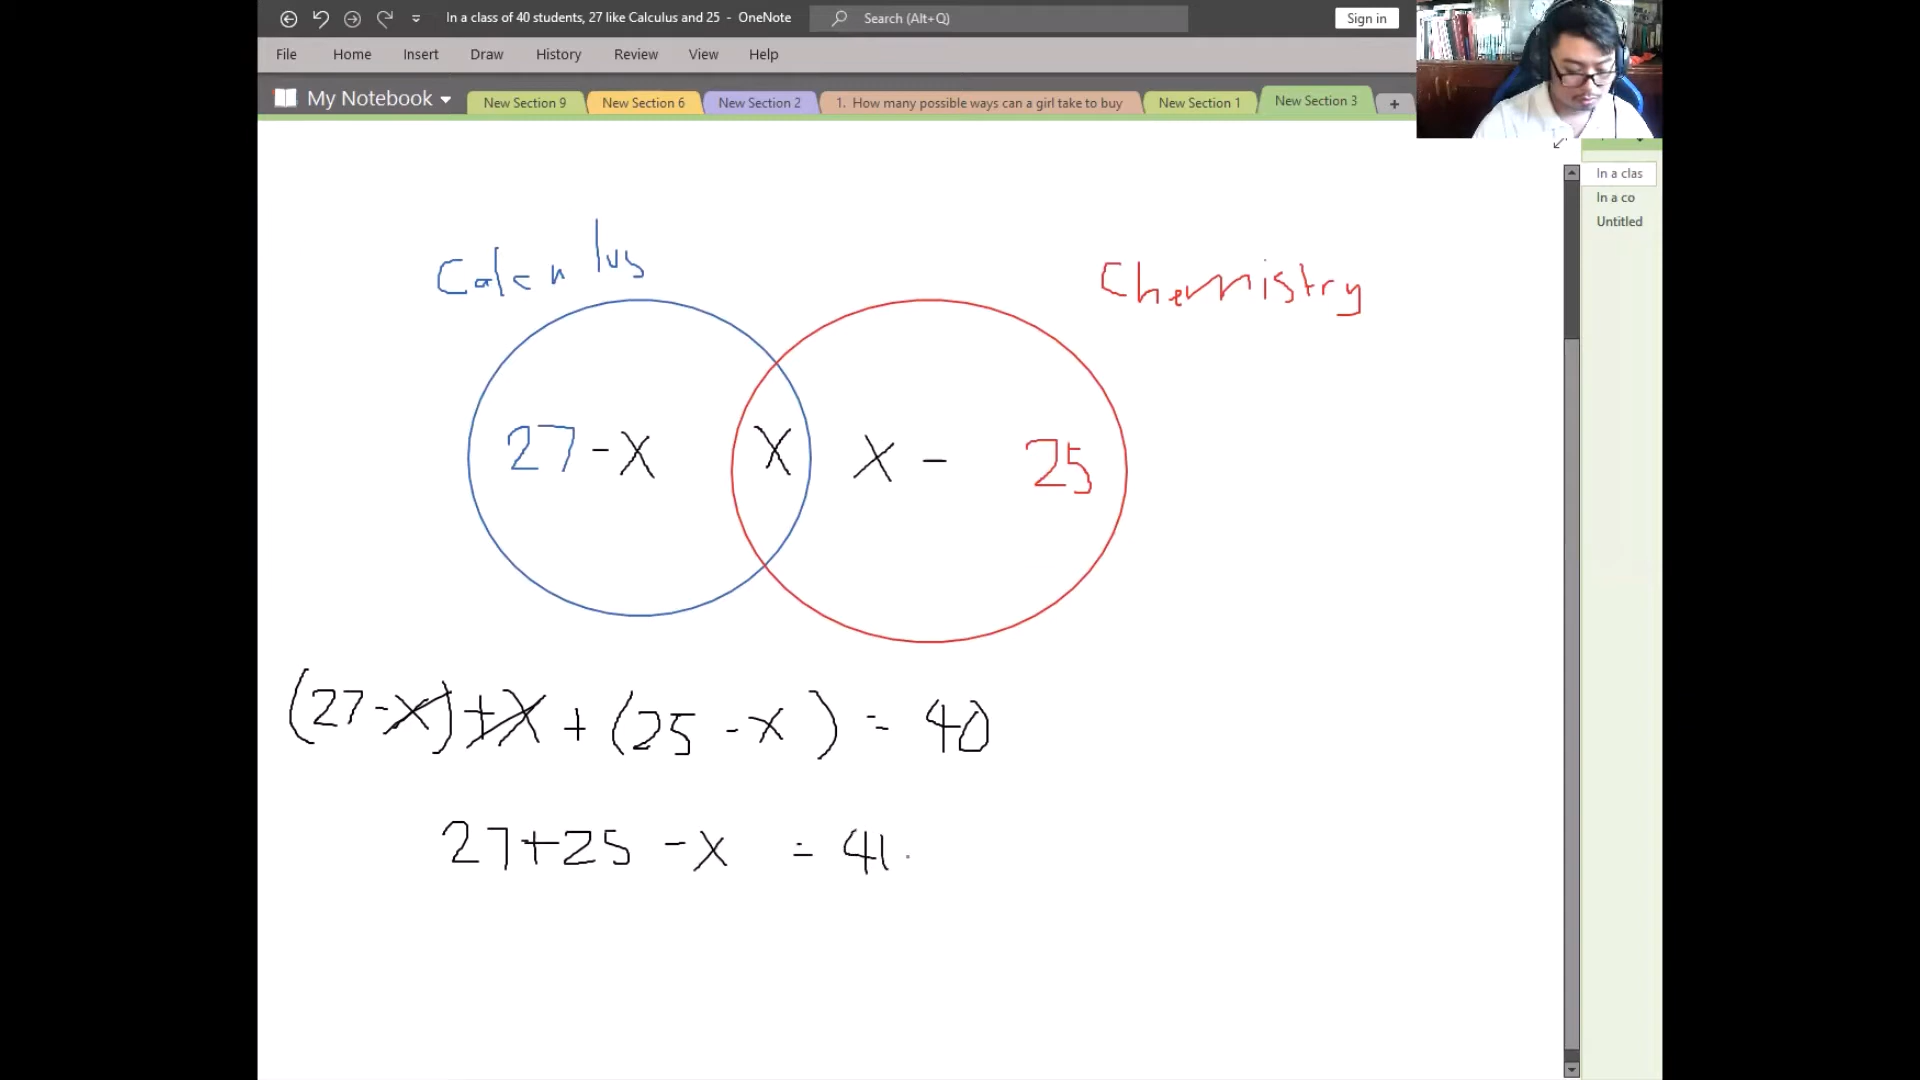 In a class of 40 students, 27 like Calculus and 25 - OneNote
Search (Alt+Q)
Sign in
File Home Insert Draw History Review View Help
My Notebook
New Section 9
New Section 6
New Section 2
1. How many possible ways can a girl take to buy
New Section 1
New Section 3
+
In a clas
In a co
Untitled
Calculus
Chemistry
27 - x
x
x - 25
(27 - x) + x + (25 - x) = 40
27 + 25 - x = 41